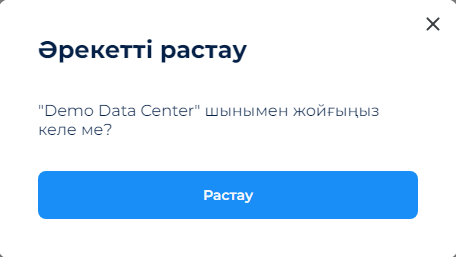 Әрекетті растау
"Demo Data Center" шынымен жойғыңыз
келе ме?
Растау